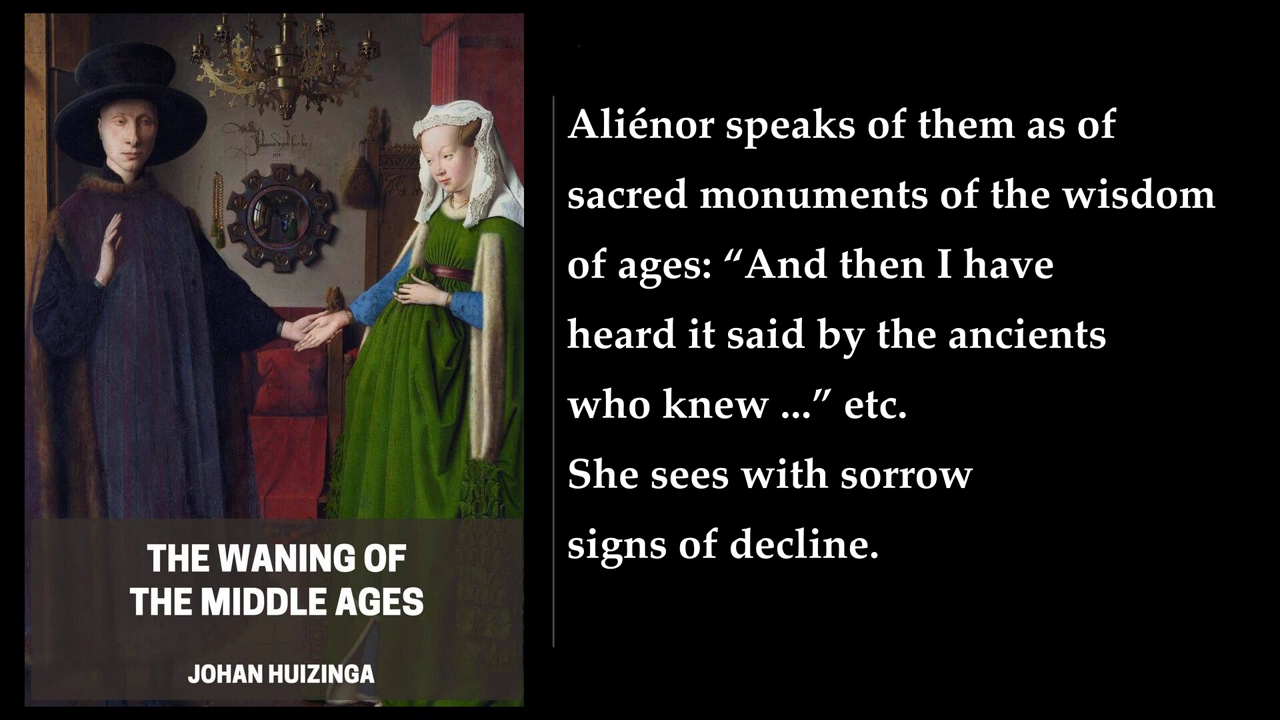 THE WANING OF
THE MIDDLE AGES
JOHAN HUIZINGA
Aliénor speaks of them as of
sacred monuments of the wisdom
of ages: “And then I have
heard it said by the ancients
who knew ...” etc.
She sees with sorrow
signs of decline.